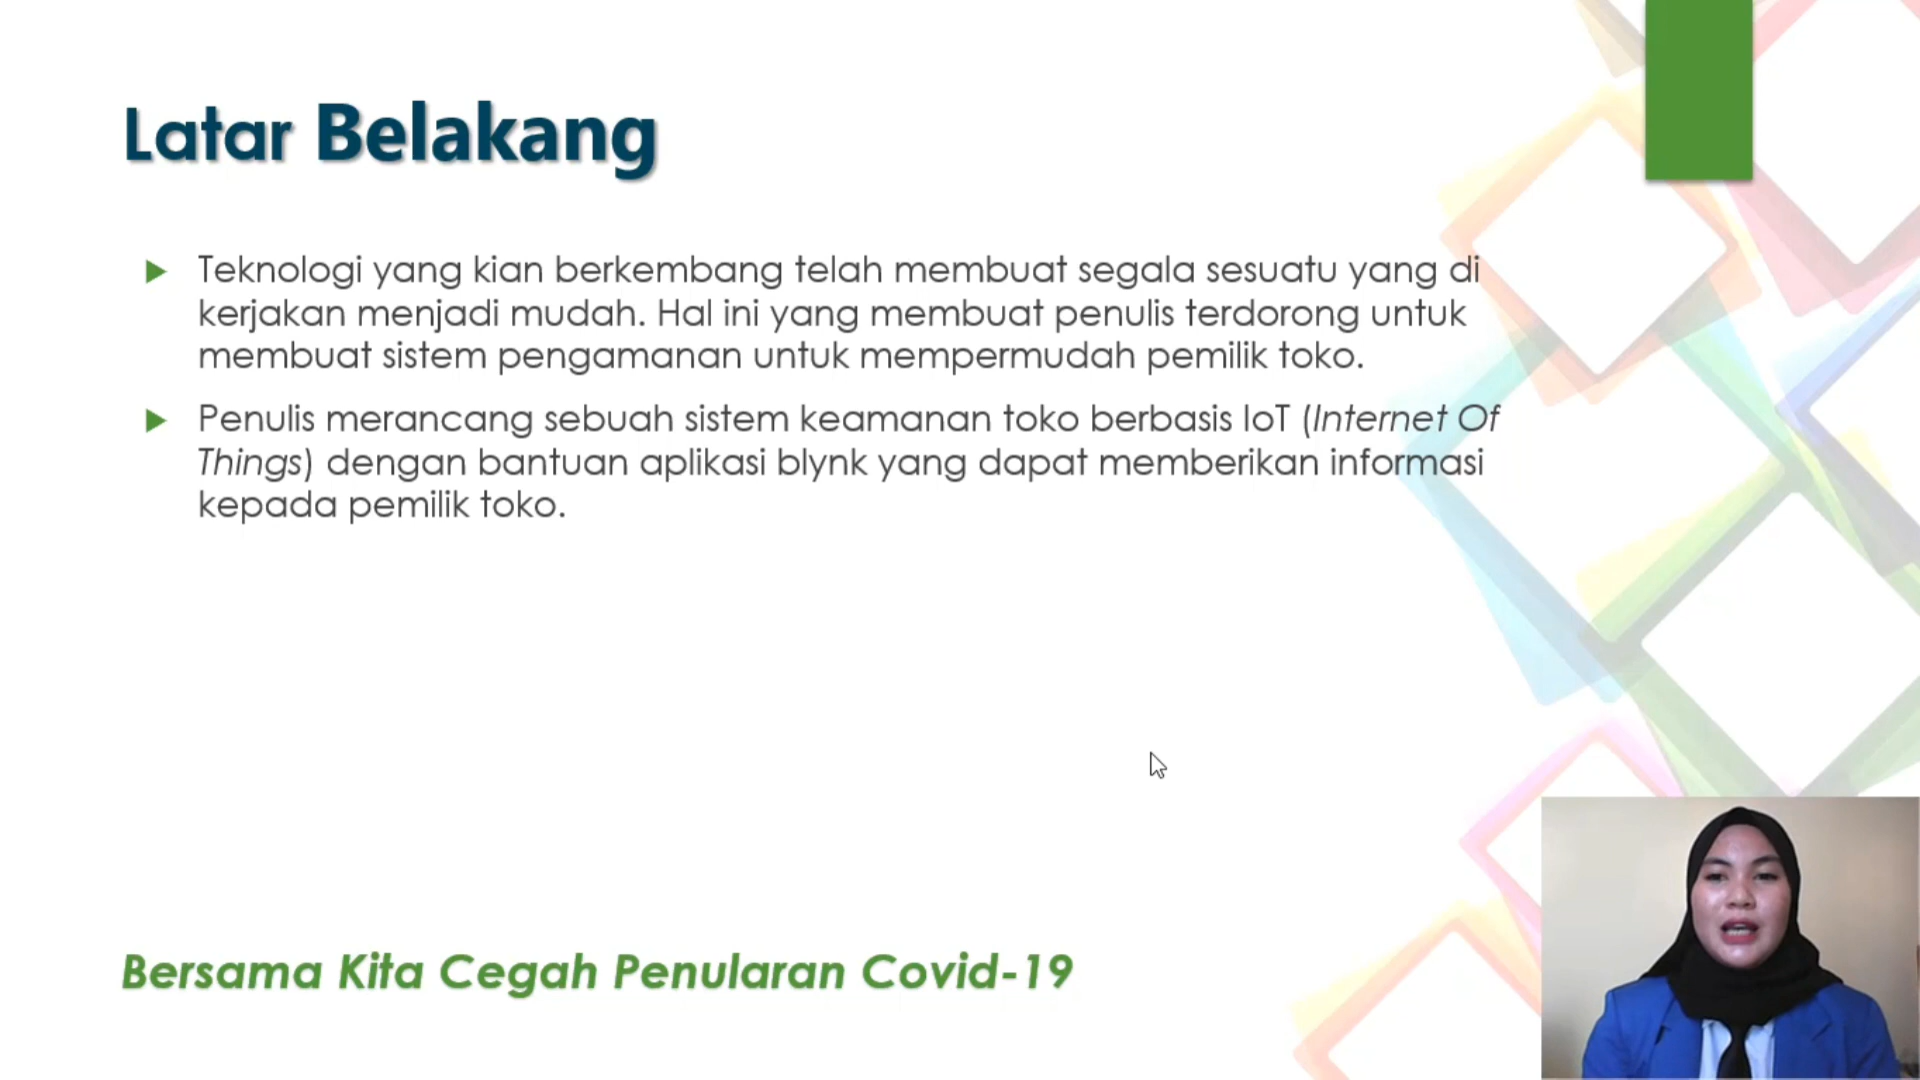 Latar Belakang
Teknologi yang kian berkembang telah membuat segala sesuatu yang di
kerjakan menjadi mudah. Hal ini yang membuat penulis terdorong untuk
membuat sistem pengamanan untuk mempermudah pemilik toko.
Penulis merancang sebuah sistem keamanan toko berbasis IoT (Internet Of
Things) dengan bantuan aplikasi blynk yang dapat memberikan informasi
kepada pemilik toko.
Bersama Kita Cegah Penularan Covid-19